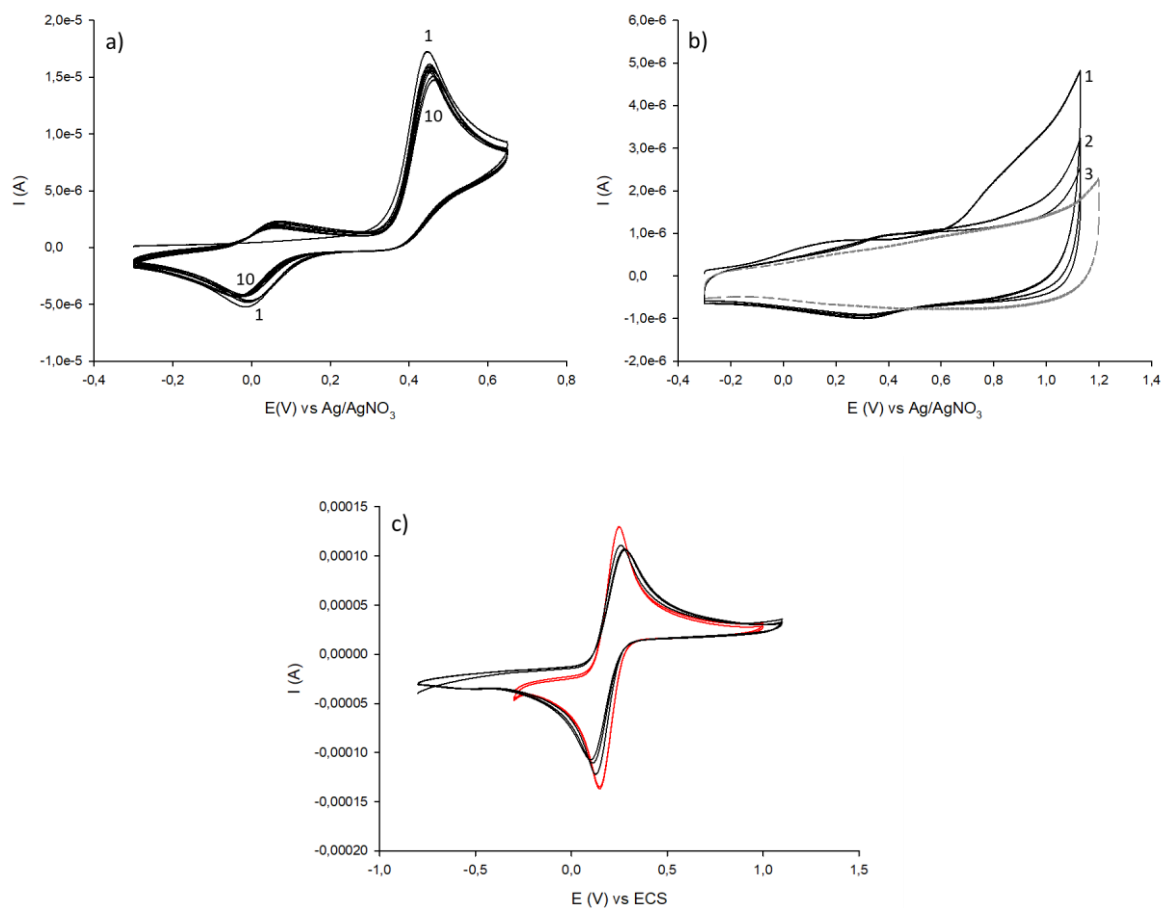 a)
2,0e-5
1,5e-5
1,0e-5
5,0e-6
0,0
-5,0e-6
-1,0e-5
I (A)
1
10
10
1
-0,4 -0,2 0,0 0,2 0,4 0,6 0,8
E(V) vs Ag/AgNO3
b)
6,0e-6
5,0e-6
4,0e-6
3,0e-6
2,0e-6
1,0e-6
0,0
-1,0e-6
-2,0e-6
I (A)
1
2
3
-0,4 -0,2 0,0 0,2 0,4 0,6 0,8 1,0 1,2 1,4
E (V) vs Ag/AgNO3
c)
0,00015
0,00010
0,00005
0,00000
-0,00005
-0,00010
-0,00015
-0,00020
I (A)
-1,0 -0,5 0,0 0,5 1,0 1,5
E (V) vs ECS